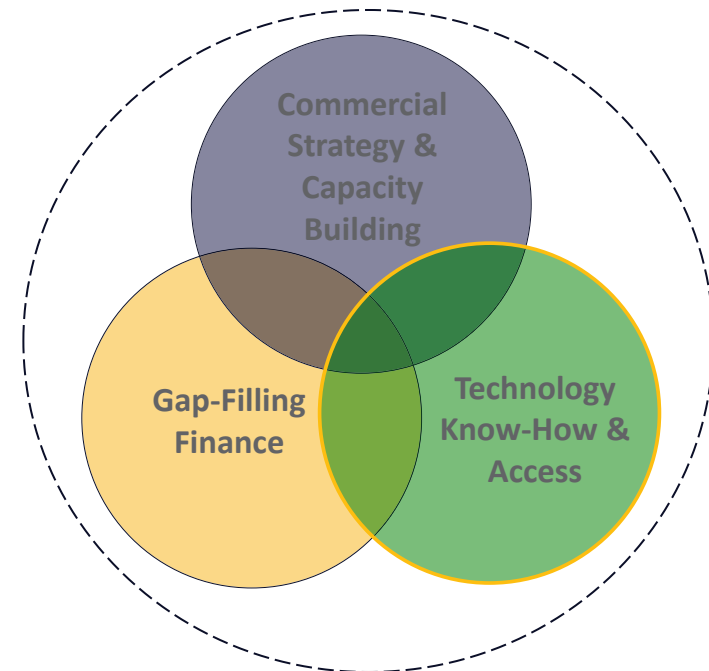 Commercial
Strategy &
Capacity
Building
Gap-Filling
Finance
Technology
Know-How &
Access